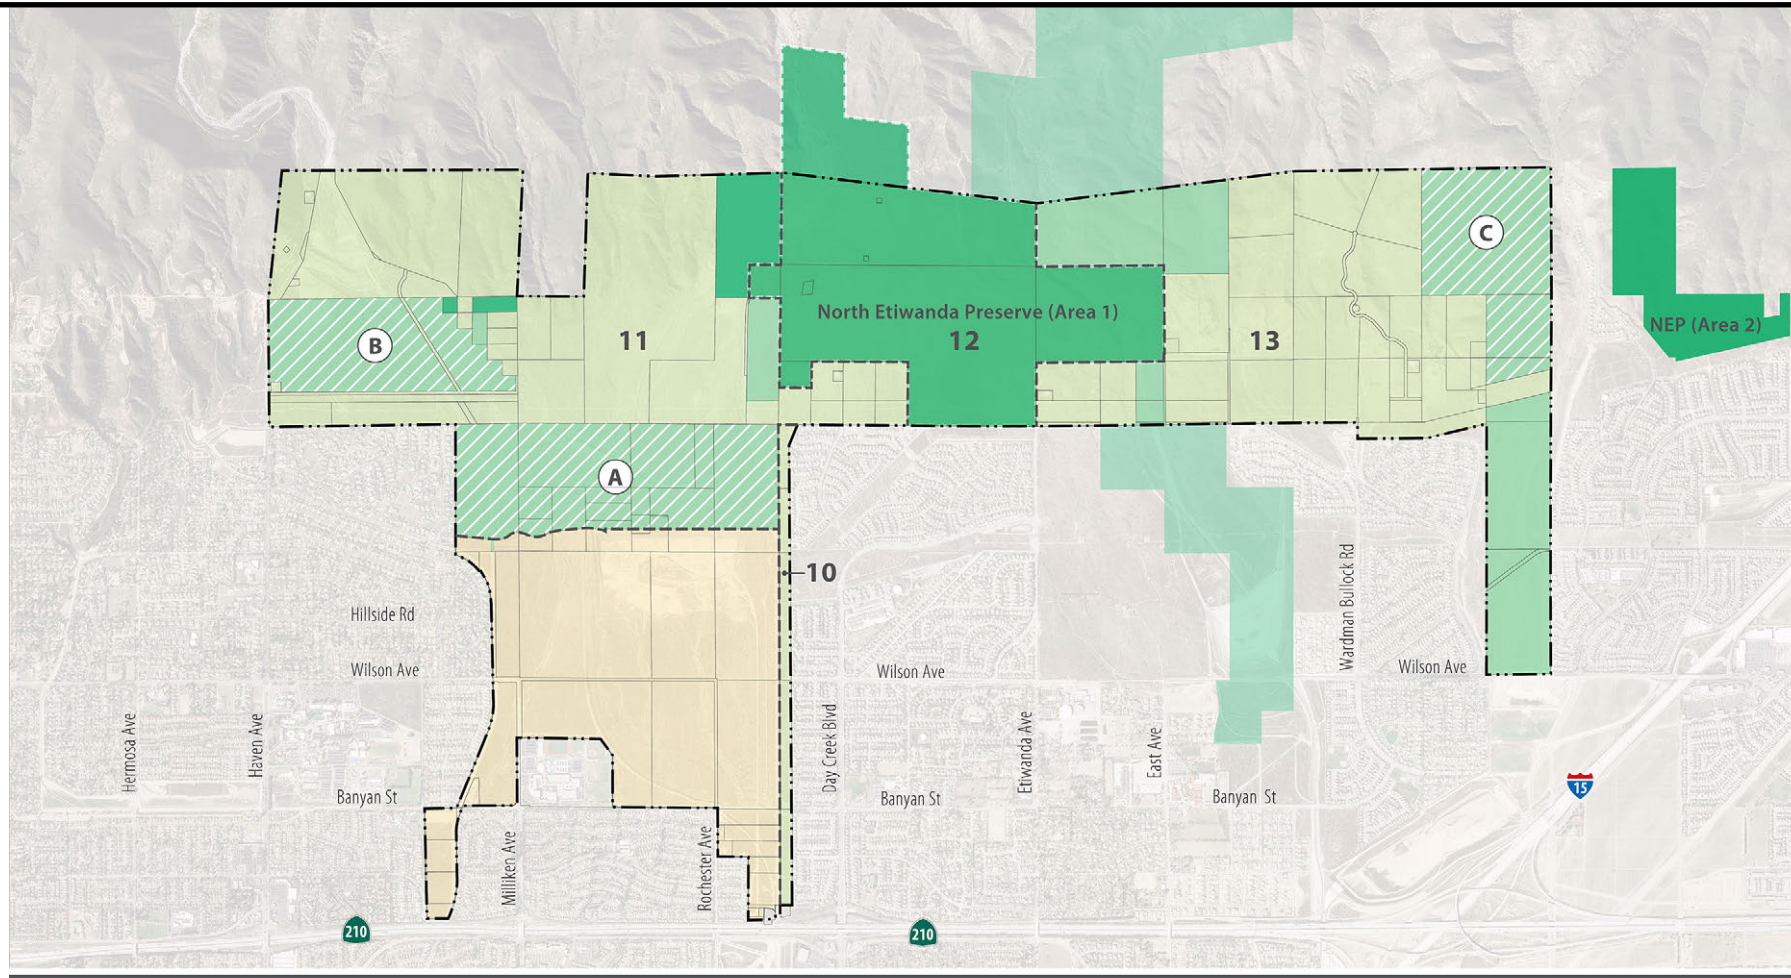 C
North Etiwanda Preserve (Area 1)
NEP (Area 2)
B
11
12
13
A
10
Hillside Rd
Wilson Ave
Wilson Ave
Wilson Ave
Wardman Bullock Rd
Hermosa Ave
Haven Ave
Day Creek Blvd
Etiwanda Ave
East Ave
Banyan St
Banyan St
Banyan St
15
Milliken Ave
Rochester Ave
210
210